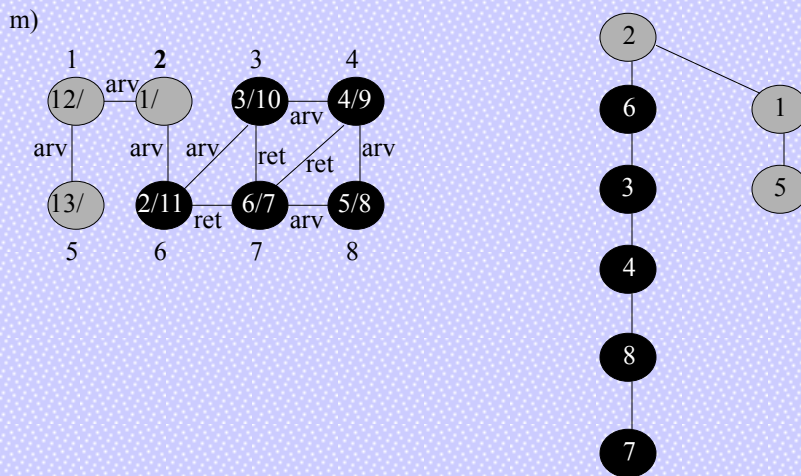 m)
1 2 3 4
12/ arv 1/ 3/10 arv 4/9
arv arv arv ret ret arv
13/ 2/11 ret 6/7 arv 5/8
5 6 7 8
2
6 1
3 5
4
8
7